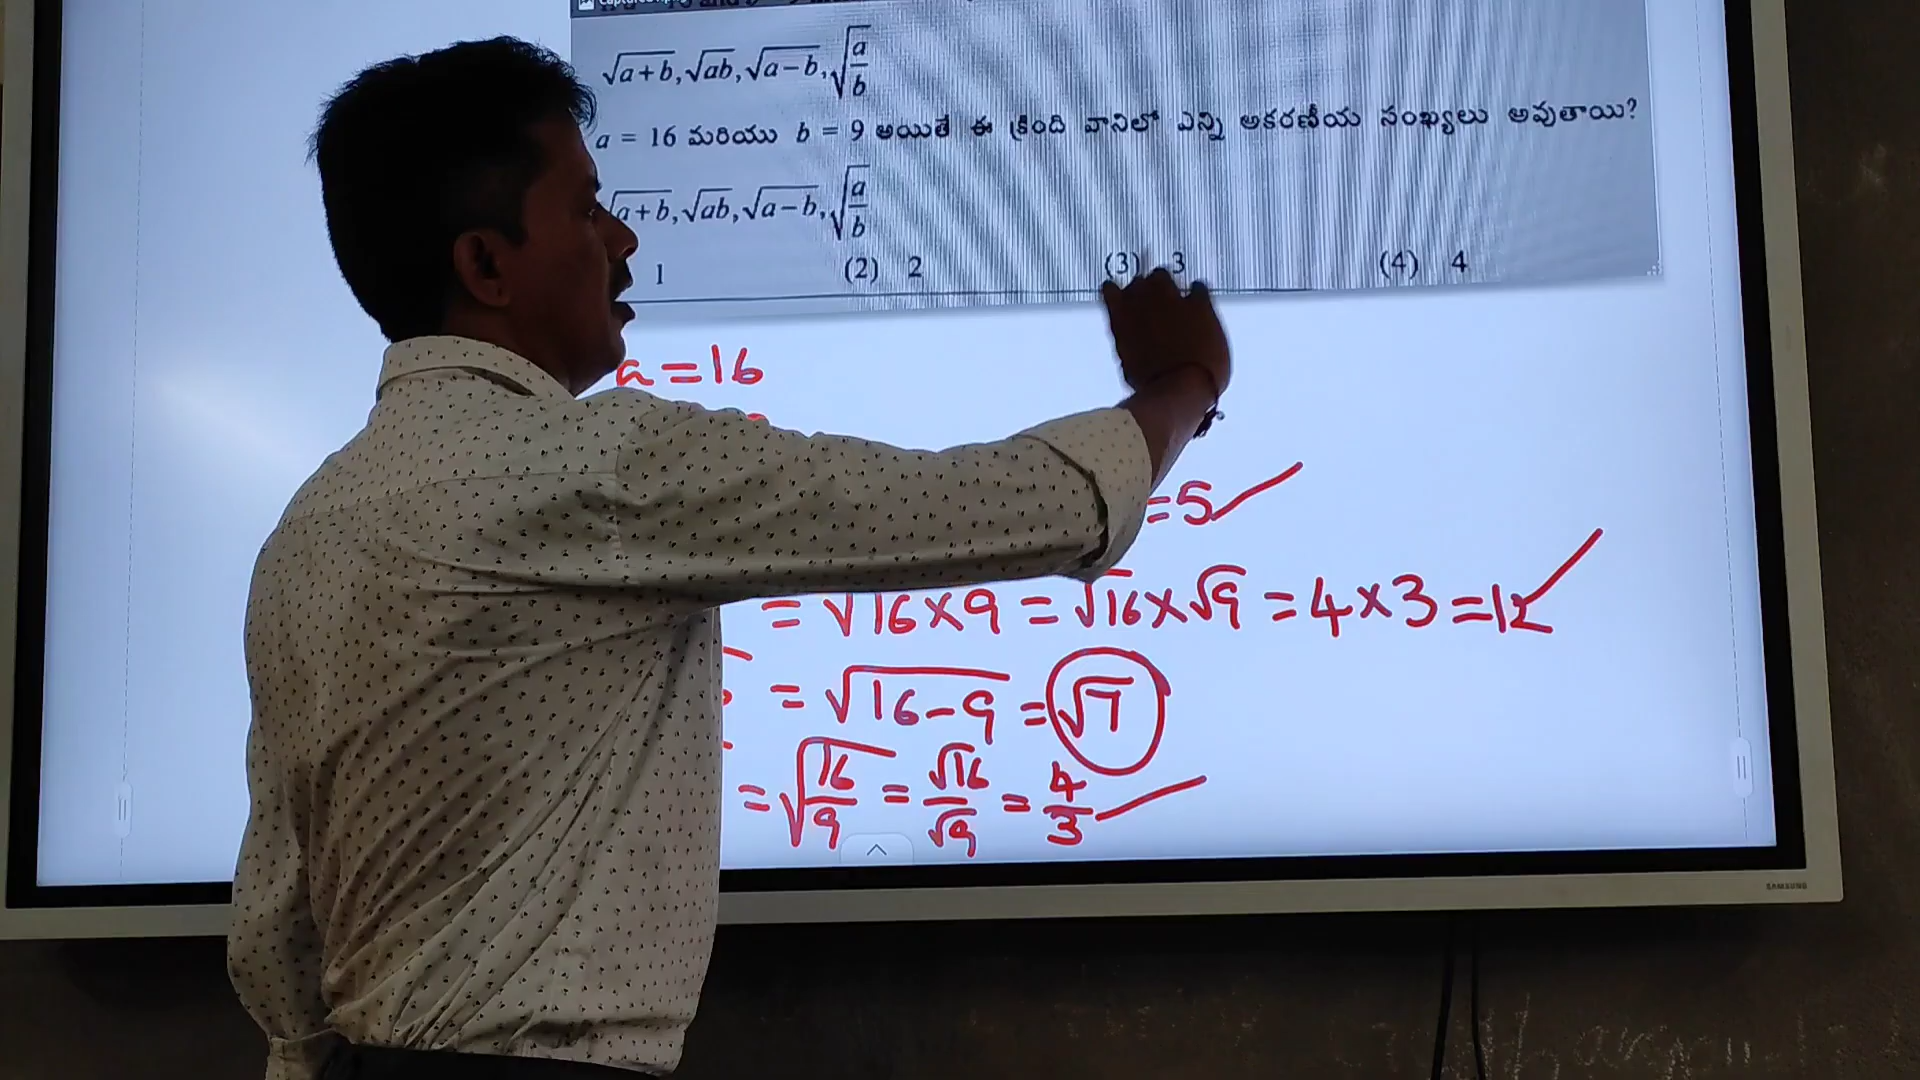 √a+b, √ab, √a−b, √a/b
a = 16 మరియు b = 9 అయితే ఈ క్రింది వానిలో ఎన్ని అకరణీయ సంఖ్యలు అవుతాయి?
√a+b, √ab, √a−b, √a/b
1 (2) 2 (3) 3 (4) 4
a = 16
= 5
= √16×9 = √16×√9 = 4×3 = 12
= √16−9 = √7
= √16/9 = √16/√9 = 4/3
SAMSUNG